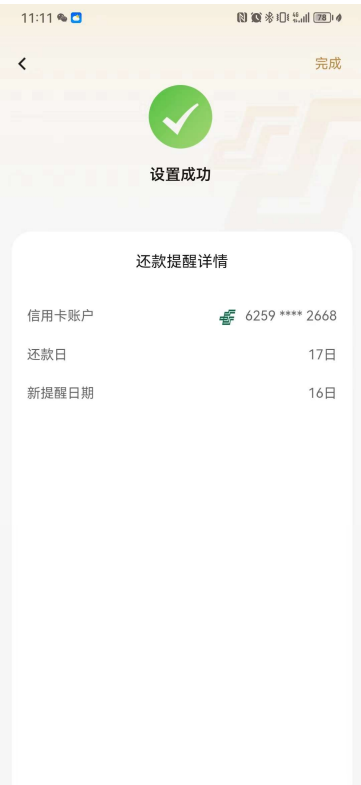 11:11
78
完成
设置成功
还款提醒详情
信用卡账户 6259 **** 2668
还款日 17日
新提醒日期 16日